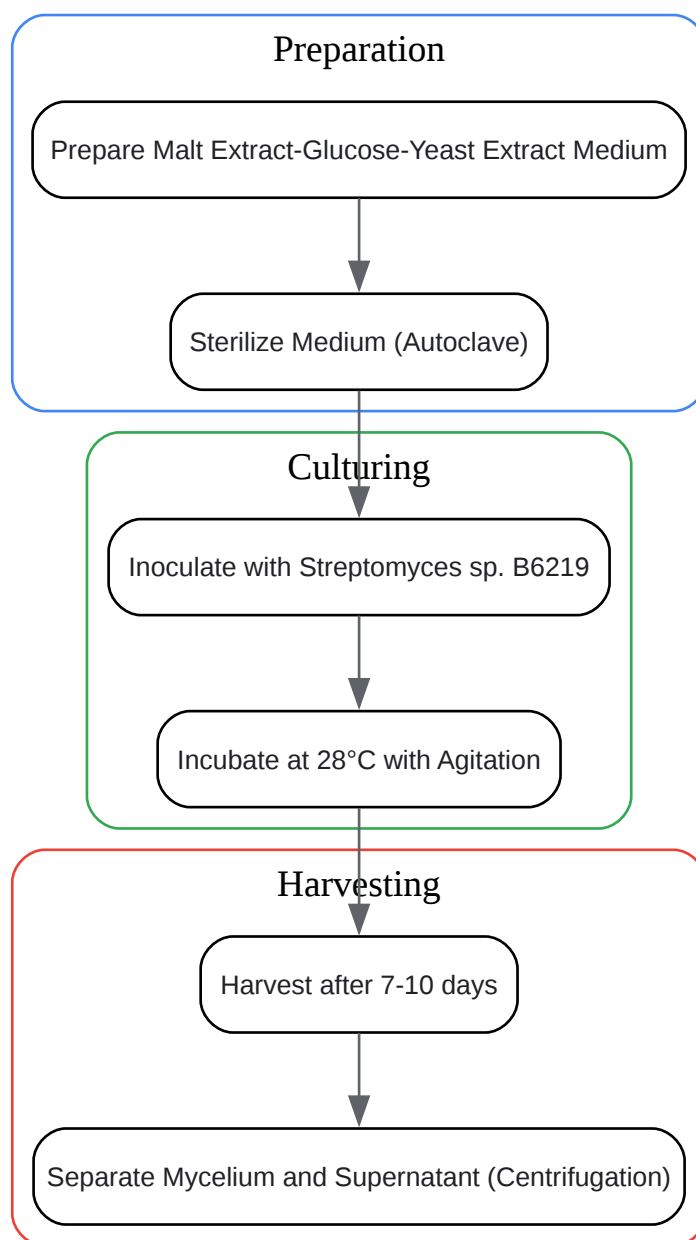 Preparation
Prepare Malt Extract-Glucose-Yeast Extract Medium
Sterilize Medium (Autoclave)
Culturing
Inoculate with Streptomyces sp. B6219
Incubate at 28°C with Agitation
Harvesting
Harvest after 7-10 days
Separate Mycelium and Supernatant (Centrifugation)